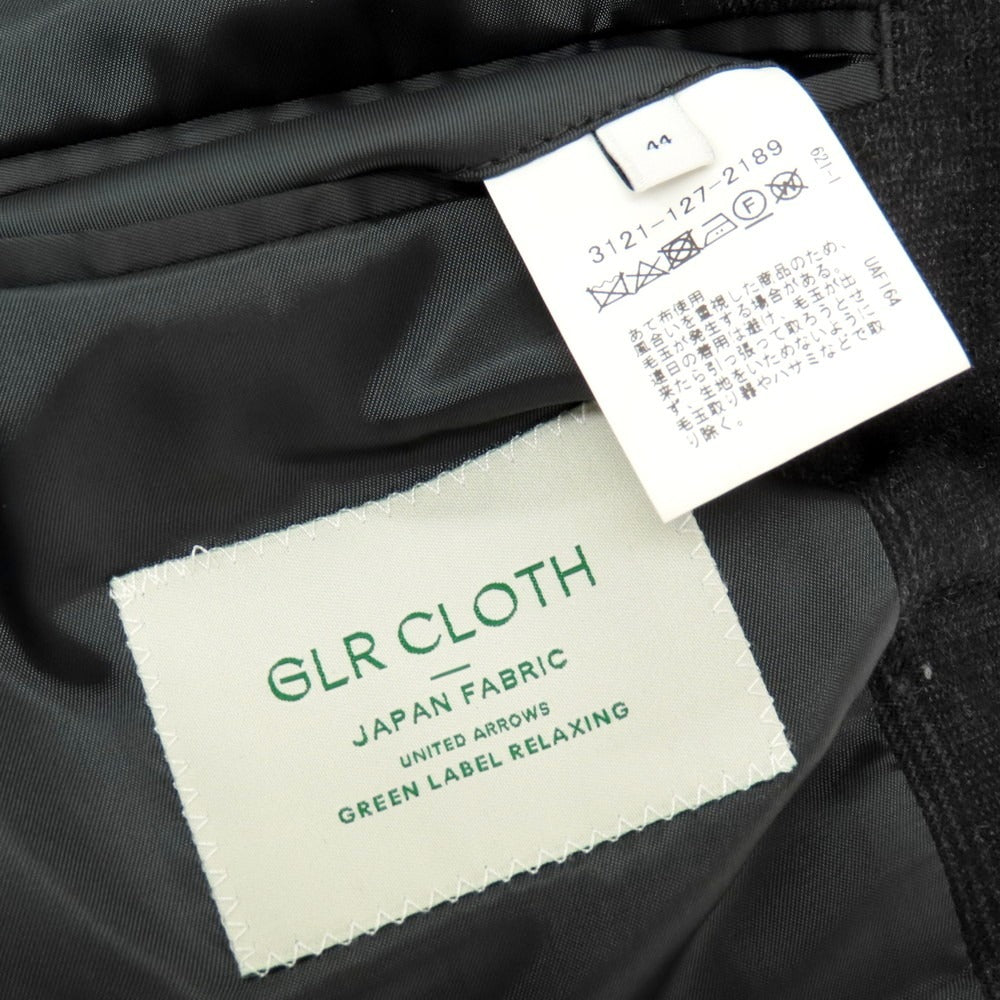 44
3121-127-2189
621-1
F
W
UAF164
あて布使用
風合いを重視した商品のため、
毛玉が発生する場合がある。
連日の着用は避け、毛玉が出
来たら引っ張って取ろうとせ
ず、生地をいためないように
毛玉取り器やハサミなどで取
り除く。
GLR CLOTH
JAPAN FABRIC
UNITED ARROWS
GREEN LABEL RELAXING